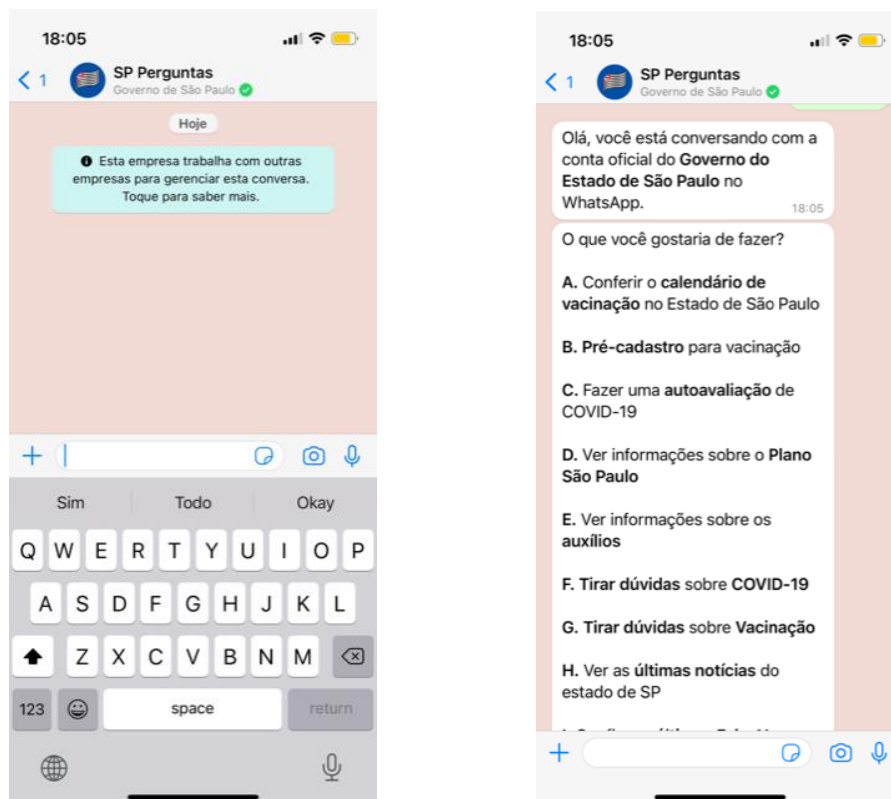 18:05
1
SP Perguntas
Governo de São Paulo
Hoje
Esta empresa trabalha com outras
empresas para gerenciar esta conversa.
Toque para saber mais.
Sim Todo Okay
Q W E R T Y U I O P
A S D F G H J K L
Z X C V B N M
123 space return
18:05
1
SP Perguntas
Governo de São Paulo
Olá, você está conversando com a
conta oficial do Governo do
Estado de São Paulo no
WhatsApp.
18:05
O que você gostaria de fazer?
A. Conferir o calendário de
vacinação no Estado de São Paulo
B. Pré-cadastro para vacinação
C. Fazer uma autoavaliação de
COVID-19
D. Ver informações sobre o Plano
São Paulo
E. Ver informações sobre os
auxílios
F. Tirar dúvidas sobre COVID-19
G. Tirar dúvidas sobre Vacinação
H. Ver as últimas notícias do
estado de SP